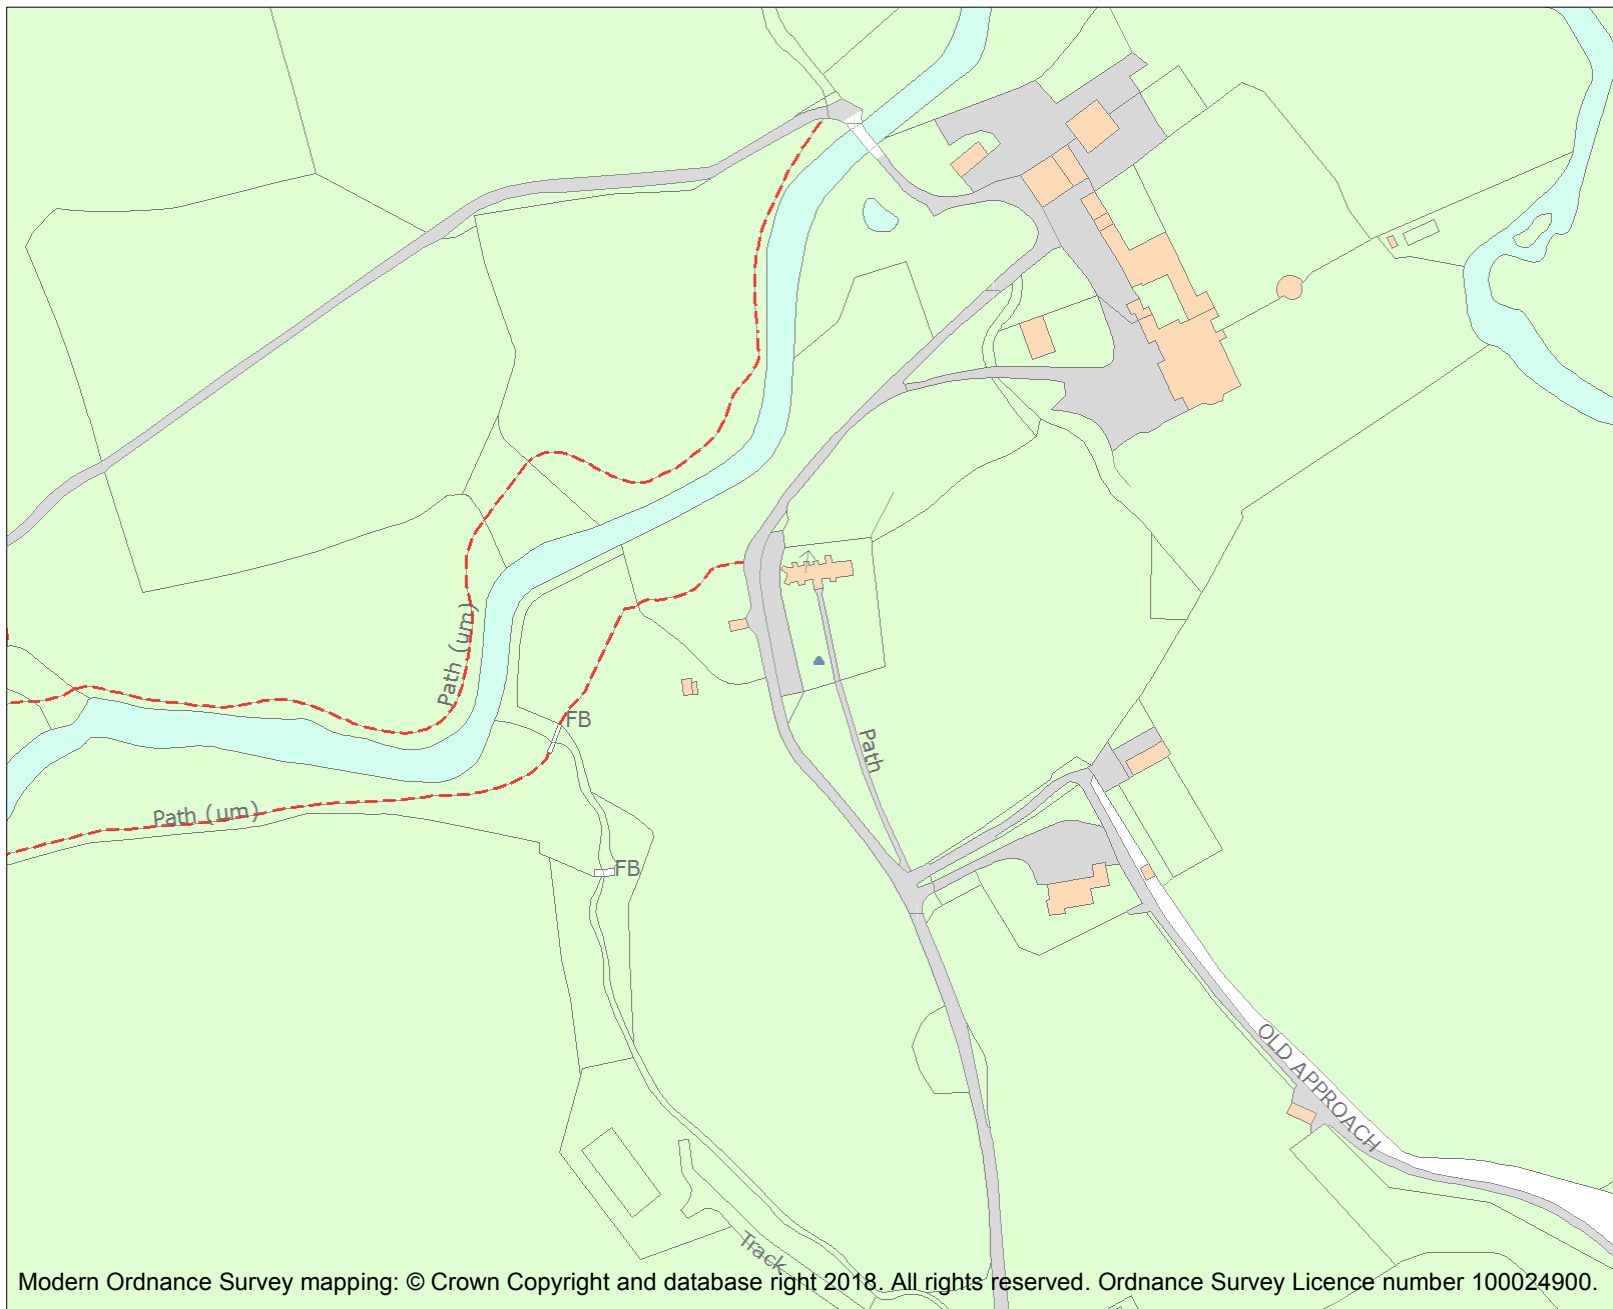 Path (um)
FB
Path
Path (um)
FB
OLD APPROACH
Track
Modern Ordnance Survey mapping: © Crown Copyright and database right 2018. All rights reserved. Ordnance Survey Licence number 100024900.